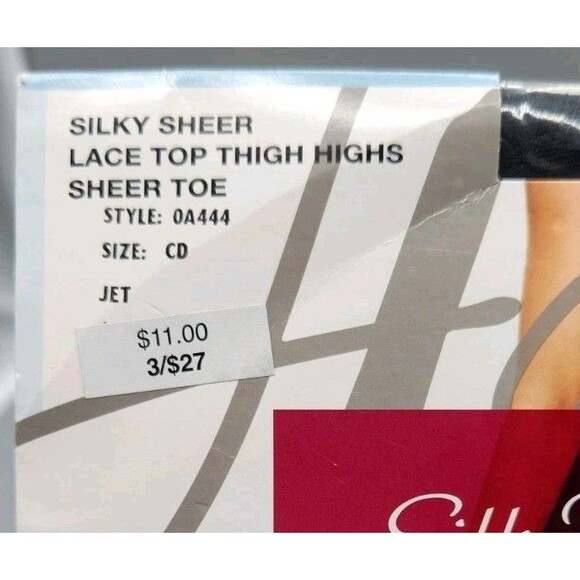 SILKY SHEER
LACE TOP THIGH HIGHS
SHEER TOE
STYLE: 0A444
SIZE: CD
JET
$11.00
3/$27